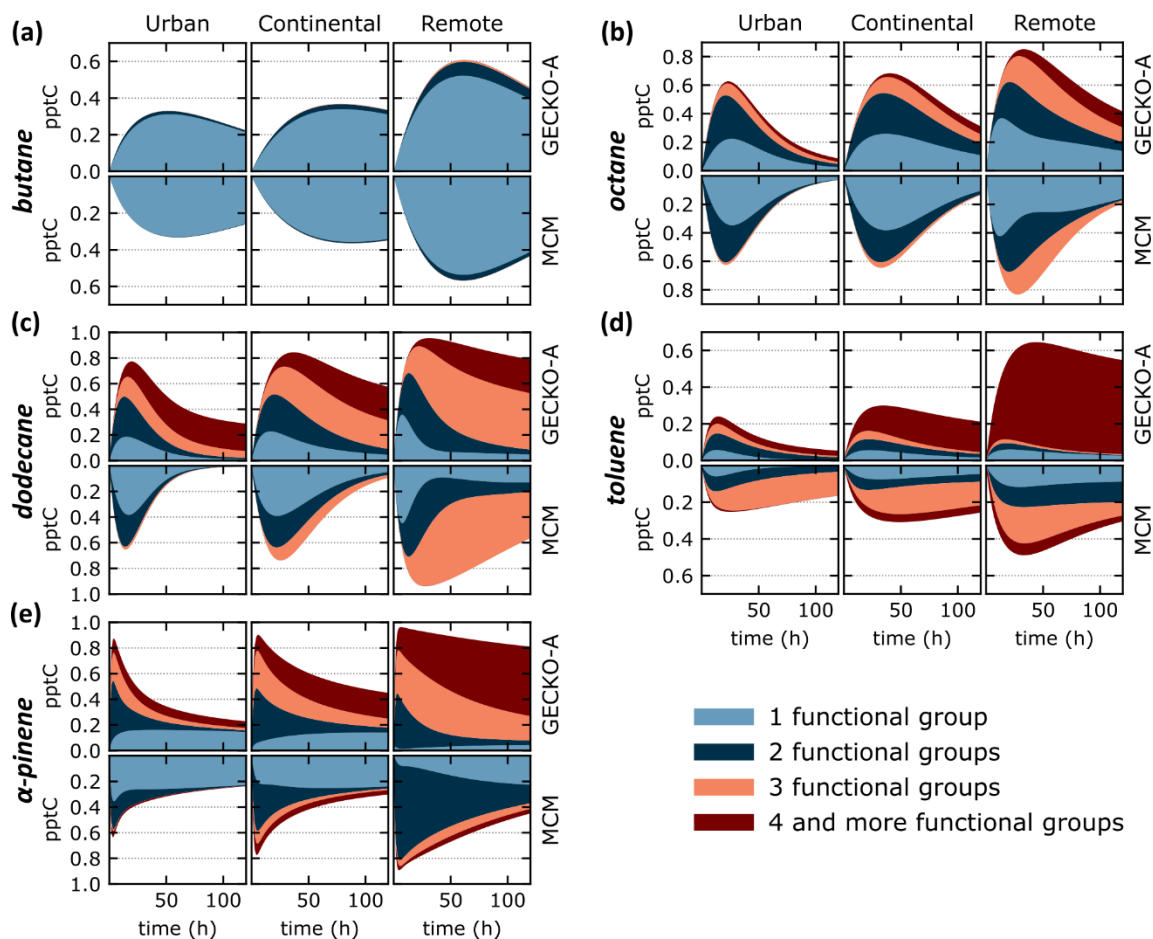 (a)
Urban Continental Remote
0.6
0.4
0.2
0.0
0.2
0.4
0.6
pptC
pptC
butane
GECKO-A
MCM
50 100 50 100 50 100
(b)
Urban Continental Remote
0.8
0.6
0.4
0.2
0.0
0.2
0.4
0.6
0.8
pptC
pptC
octane
GECKO-A
MCM
(c)
1.0
0.8
0.6
0.4
0.2
0.0
0.2
0.4
0.6
0.8
1.0
pptC
pptC
dodecane
GECKO-A
MCM
(d)
0.6
0.4
0.2
0.0
0.2
0.4
0.6
pptC
pptC
toluene
GECKO-A
MCM
50 100 50 100 50 100
time (h) time (h) time (h)
(e)
1.0
0.8
0.6
0.4
0.2
0.0
0.2
0.4
0.6
0.8
1.0
pptC
pptC
α-pinene
GECKO-A
MCM
50 100 50 100 50 100
time (h) time (h) time (h)
1 functional group
2 functional groups
3 functional groups
4 and more functional groups